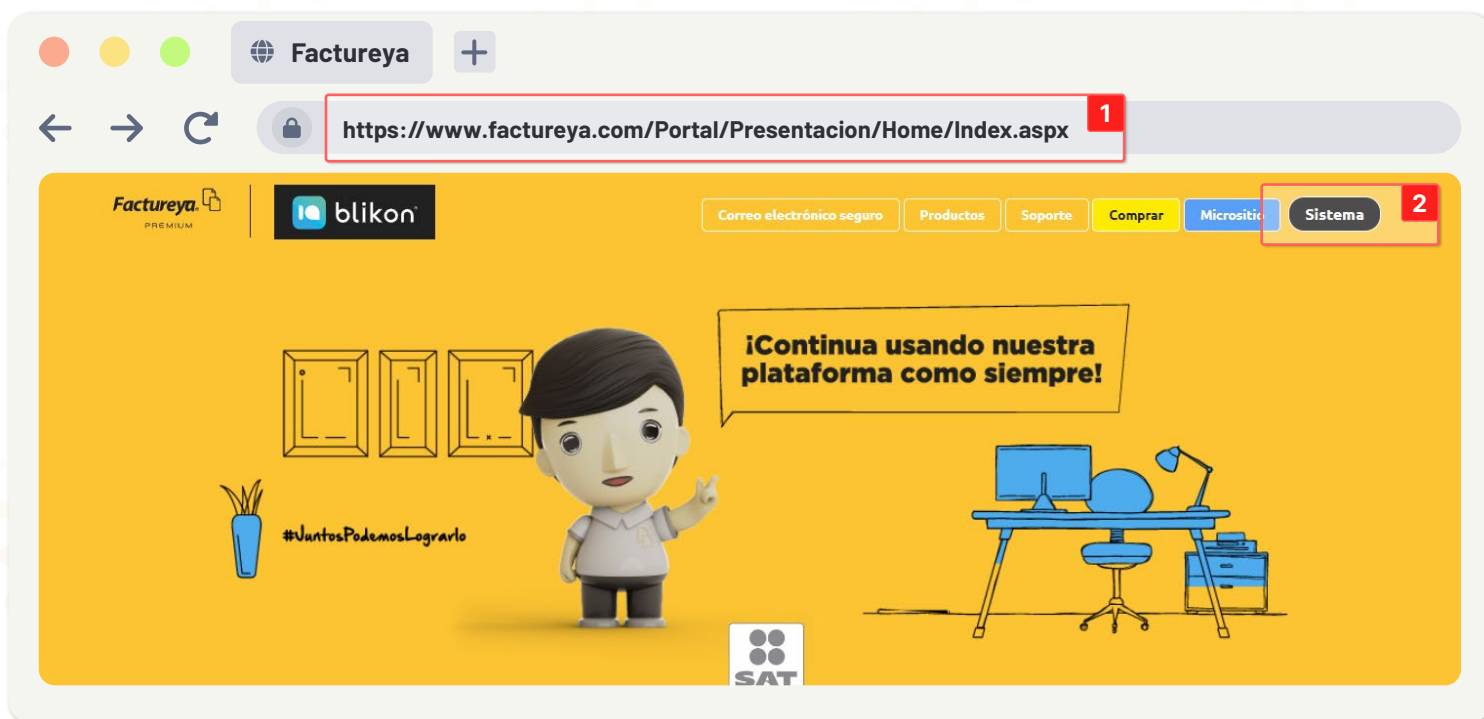 Factureya
https://www.factureya.com/Portal/Presentacion/Home/Index.aspx
1
Factureya.
PREMIUM
blikon
Correo electrónico seguro Productos Soporte Comprar Micrositio Sistema
2
¡Continua usando nuestra
plataforma como siempre!
#JuntosPodemosLograrlo
SAT